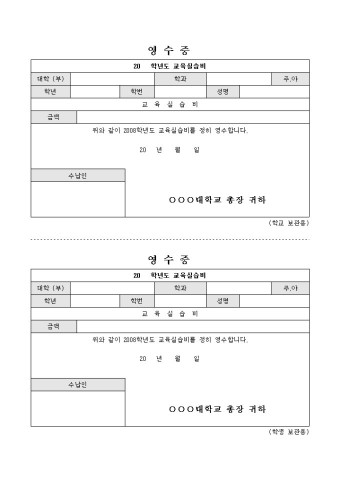 영 수 증
20   학년도 교육실습비
대학 (부) 학과 주,야
학년 학번 성명
교 육 실 습 비
금액
위와 같이 2008학년도 교육실습비를 정히 영수합니다.
20   년   월   일
수납인
OOO대학교 총장 귀하
(학교 보관용)
영 수 증
20   학년도 교육실습비
대학 (부) 학과 주,야
학년 학번 성명
교 육 실 습 비
금액
위와 같이 2008학년도 교육실습비를 정히 영수합니다.
20   년   월   일
수납인
OOO대학교 총장 귀하
(학생 보관용)